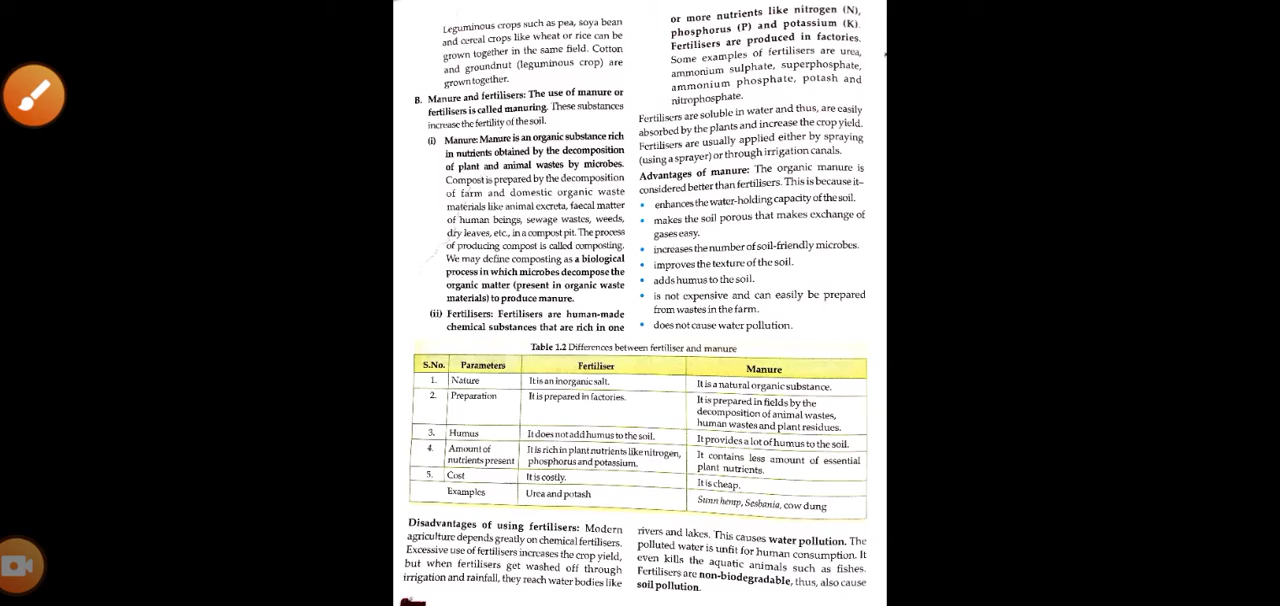 Leguminous crops such as pea, soya bean
and cereal crops like wheat or rice can be
grown together in the same field. Cotton
and groundnut (leguminous crop) are
grown together.
B. Manure and fertilisers: The use of manure or
fertilisers is called manuring. These substances
increase the fertility of the soil.
(i) Manure: Manure is an organic substance rich
in nutrients obtained by the decomposition
of plant and animal wastes by microbes.
Compost is prepared by the decomposition
of farm and domestic organic waste
materials like animal excreta, faecal matter
of human beings, sewage wastes, weeds,
dry leaves, etc., in a compost pit. The process
of producing compost is called composting.
We may define composting as a biological
process in which microbes decompose the
organic matter (present in organic waste
materials) to produce manure.
(ii) Fertilisers: Fertilisers are human-made
chemical substances that are rich in one
or more nutrients like nitrogen (N),
phosphorus (P) and potassium (K).
Fertilisers are produced in factories.
Some examples of fertilisers are urea,
ammonium sulphate, superphosphate,
ammonium phosphate, potash and
nitrophosphate.
Fertilisers are soluble in water and thus, are easily
absorbed by the plants and increase the crop yield.
Fertilisers are usually applied either by spraying
(using a sprayer) or through irrigation canals.
Advantages of manure: The organic manure is
considered better than fertilisers. This is because it–
• enhances the water-holding capacity of the soil.
• makes the soil porous that makes exchange of
gases easy.
• increases the number of soil-friendly microbes.
• improves the texture of the soil.
• adds humus to the soil.
• is not expensive and can easily be prepared
from wastes in the farm.
• does not cause water pollution.
Table 1.2 Differences between fertiliser and manure
S.No. Parameters Fertiliser Manure
1. Nature It is an inorganic salt. It is a natural organic substance.
2. Preparation It is prepared in factories. It is prepared in fields by the
decomposition of animal wastes,
human wastes and plant residues.
3. Humus It does not add humus to the soil. It provides a lot of humus to the soil.
4. Amount of It is rich in plant nutrients like nitrogen, It contains less amount of essential
nutrients present phosphorus and potassium. plant nutrients.
5. Cost It is costly. It is cheap.
Examples Urea and potash Sunn hemp, Sesbania, cow dung
Disadvantages of using fertilisers: Modern
agriculture depends greatly on chemical fertilisers.
Excessive use of fertilisers increases the crop yield,
but when fertilisers get washed off through
irrigation and rainfall, they reach water bodies like
rivers and lakes. This causes water pollution. The
polluted water is unfit for human consumption. It
even kills the aquatic animals such as fishes.
Fertilisers are non-biodegradable, thus, also cause
soil pollution.